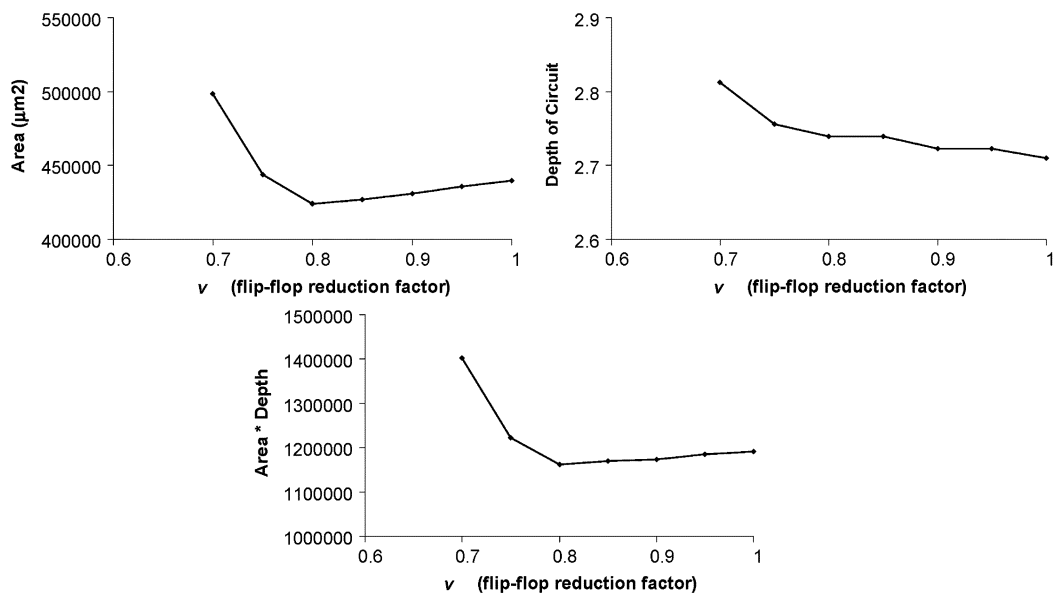 Area (µm2)
550000
500000
450000
400000
0.6 0.7 0.8 0.9 1
v (flip-flop reduction factor)
Depth of Circuit
2.9
2.8
2.7
2.6
0.6 0.7 0.8 0.9 1
v (flip-flop reduction factor)
Area * Depth
1500000
1400000
1300000
1200000
1100000
1000000
0.6 0.7 0.8 0.9 1
v (flip-flop reduction factor)